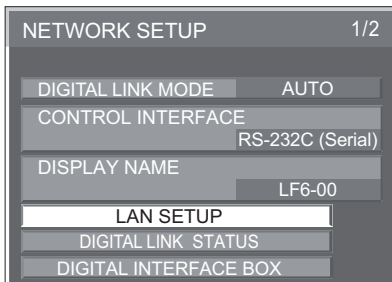 NETWORK SETUP 1/2
DIGITAL LINK MODE AUTO
CONTROL INTERFACE
RS-232C (Serial)
DISPLAY NAME
LF6-00
LAN SETUP
DIGITAL LINK STATUS
DIGITAL INTERFACE BOX